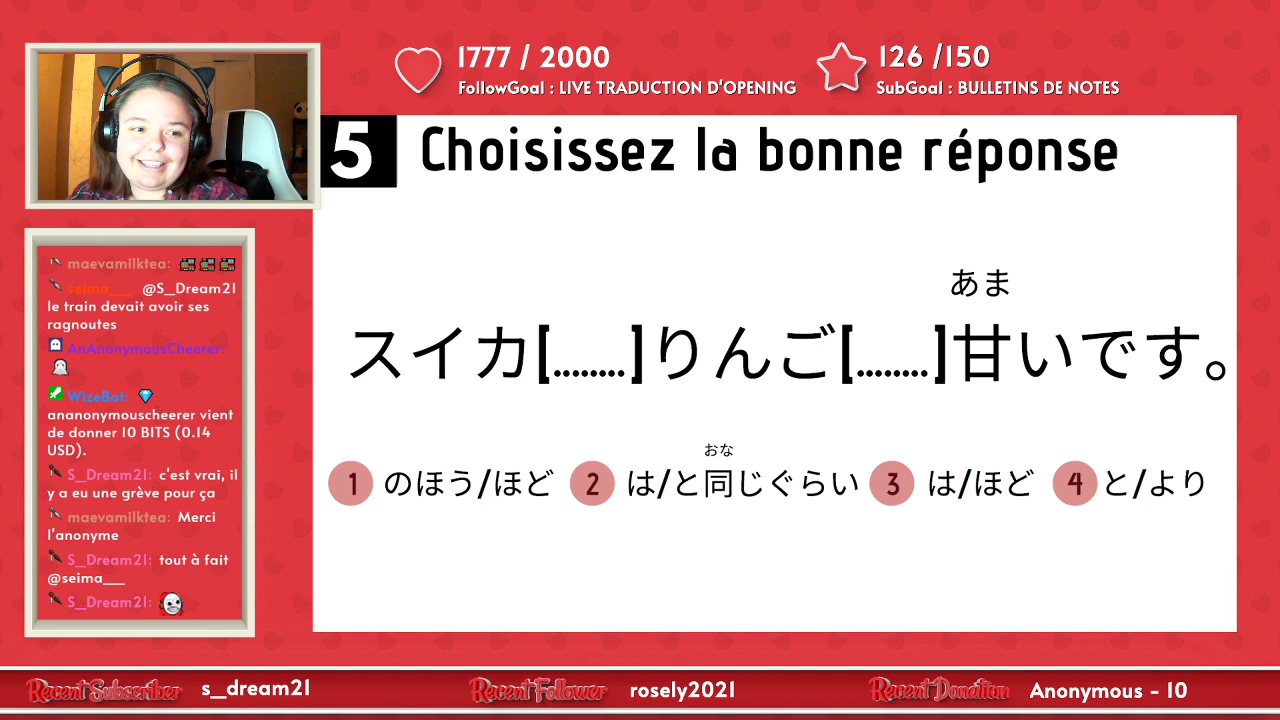 1777 / 2000
FollowGoal : LIVE TRADUCTION D'OPENING
126 /150
SubGoal : BULLETINS DE NOTES
5 Choisissez la bonne réponse
あま
スイカ[........]りんご[........]甘いです。
おな
1 のほう/ほど 2 は/と同じぐらい 3 は/ほど 4 と/より
maevamilktea:
seima___: @S_Dream21
le train devait avoir ses
ragnoutes
AnAnonymousCheerer:
WizeBot:
ananonymouscheerer vient
de donner 10 BITS (0.14
USD).
S_Dream21: c'est vrai, il
y a eu une grève pour ça
maevamilktea: Merci
l'anonyme
S_Dream21: tout à fait
@seima___
S_Dream21:
Recent Subscriber s_dream21 Recent Follower rosely2021 Recent Donation Anonymous - 10